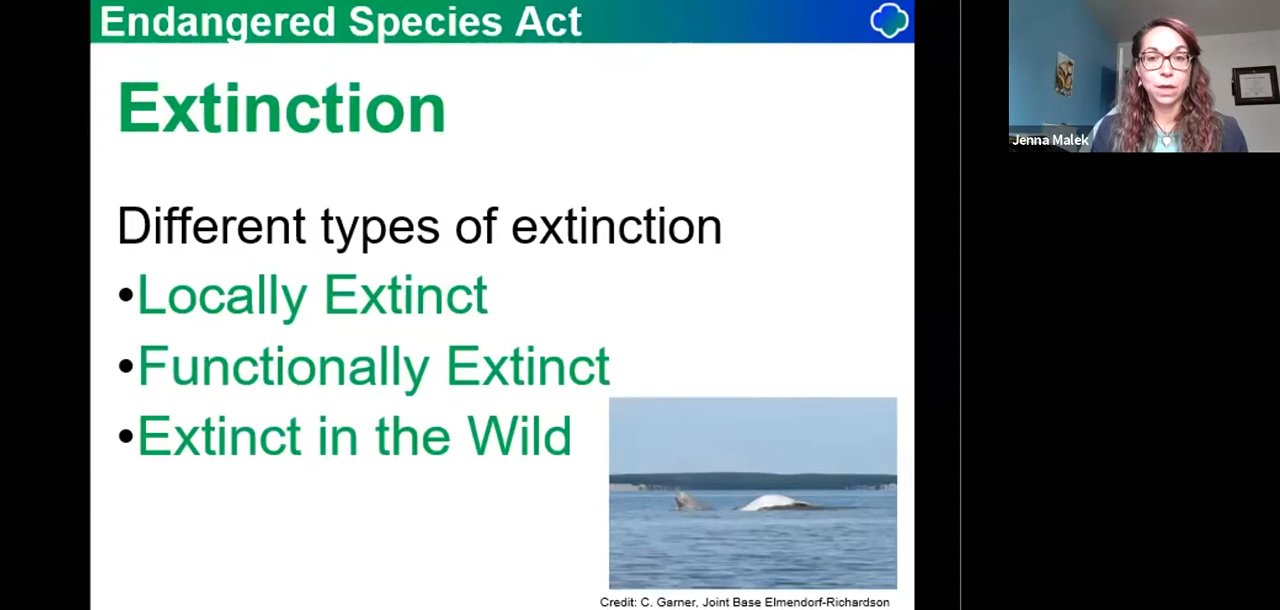 Endangered Species Act
Extinction
Different types of extinction
•Locally Extinct
•Functionally Extinct
•Extinct in the Wild
Credit: C. Garner, Joint Base Elmendorf-Richardson
Jenna Malek